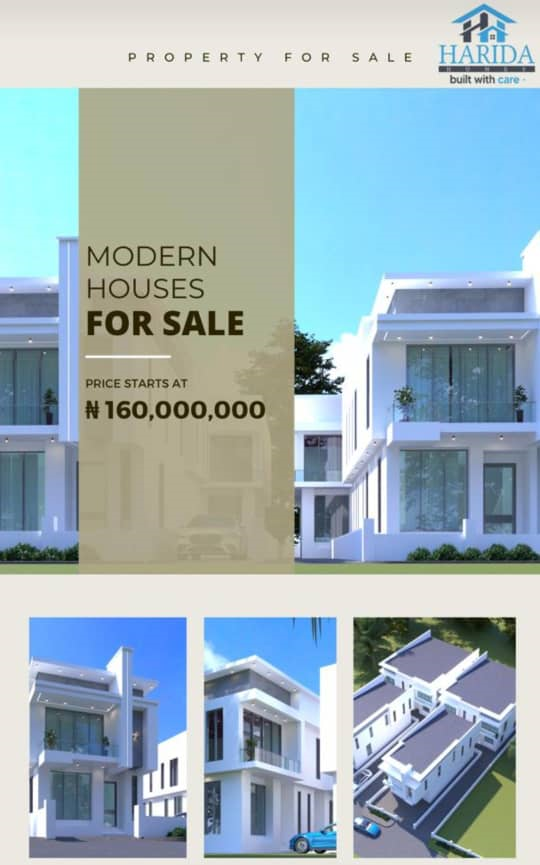 PROPERTY FOR SALE
HARIDA
HOMES
built with care
MODERN
HOUSES
FOR SALE
PRICE STARTS AT
₦ 160,000,000